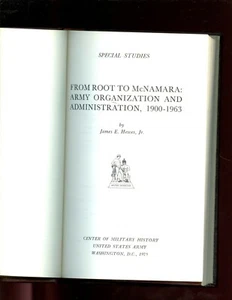 SPECIAL STUDIES
FROM ROOT TO McNAMARA:
ARMY ORGANIZATION AND
ADMINISTRATION, 1900-1963
by
James E. Hewes, Jr.
CENTER OF MILITARY HISTORY
UNITED STATES ARMY
WASHINGTON, D.C., 1975